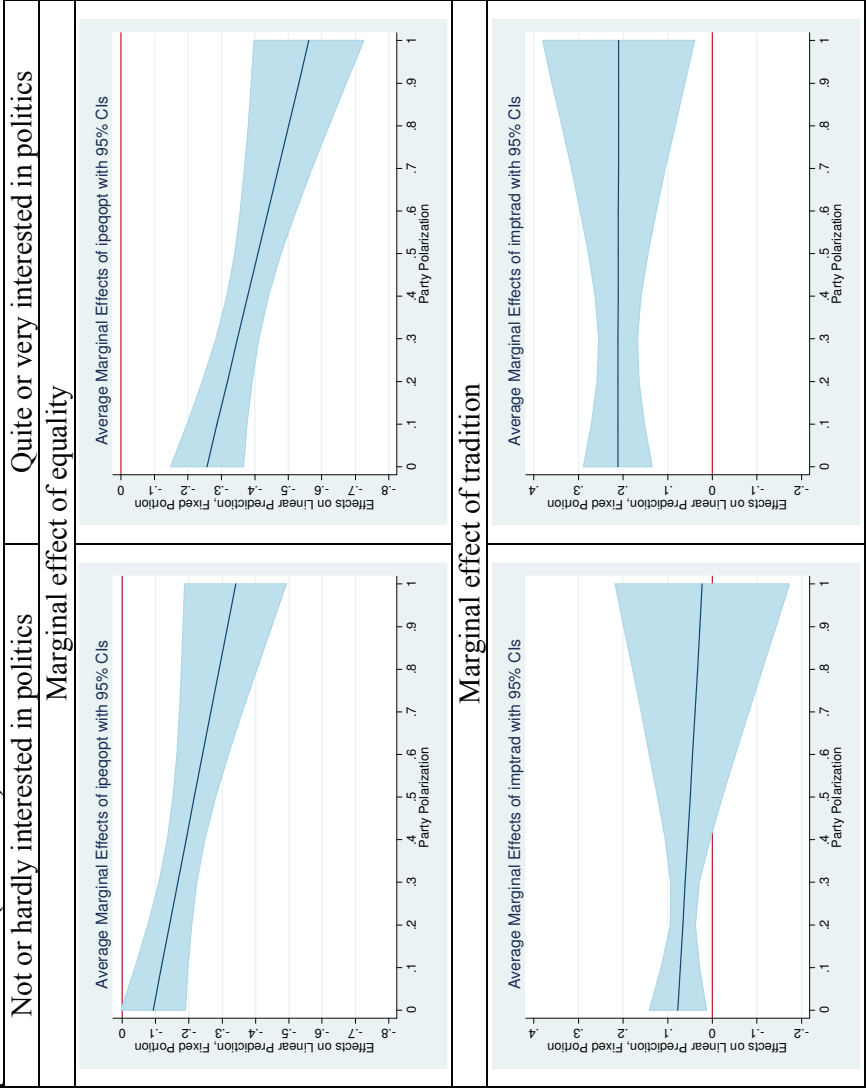 Not or hardly interested in politics
Quite or very interested in politics
Marginal effect of equality
Average Marginal Effects of ipeqopt with 95% CIs
Effects on Linear Prediction, Fixed Portion
0
-.1
-.2
-.3
-.4
-.5
-.6
-.7
-.8
0 .1 .2 .3 .4 .5 .6 .7 .8 .9 1
Party Polarization
Average Marginal Effects of ipeqopt with 95% CIs
Effects on Linear Prediction, Fixed Portion
0
-.1
-.2
-.3
-.4
-.5
-.6
-.7
-.8
0 .1 .2 .3 .4 .5 .6 .7 .8 .9 1
Party Polarization
Marginal effect of tradition
Average Marginal Effects of imptrad with 95% CIs
Effects on Linear Prediction, Fixed Portion
.4
.3
.2
.1
0
-.1
-.2
0 .1 .2 .3 .4 .5 .6 .7 .8 .9 1
Party Polarization
Average Marginal Effects of imptrad with 95% CIs
Effects on Linear Prediction, Fixed Portion
.4
.3
.2
.1
0
-.1
-.2
0 .1 .2 .3 .4 .5 .6 .7 .8 .9 1
Party Polarization